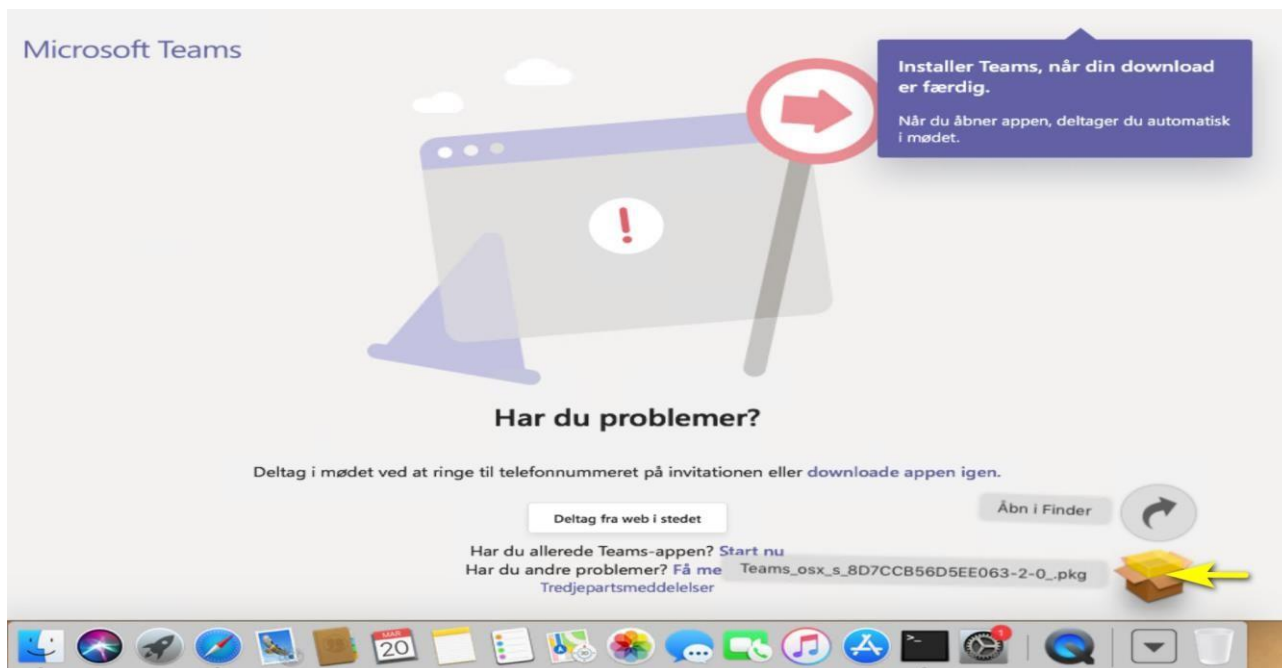 Microsoft Teams
Installer Teams, når din download
er færdig.
Når du åbner appen, deltager du automatisk
i mødet.
Har du problemer?
Deltag i mødet ved at ringe til telefonnummeret på invitationen eller downloade appen igen.
Deltag fra web i stedet
Har du allerede Teams-appen? Start nu
Har du andre problemer? Få me
Tredjepartsmeddelelser
Åbn i Finder
Teams_osx_s_8D7CCB56D5EE063-2-0_.pkg
MAR
20
1